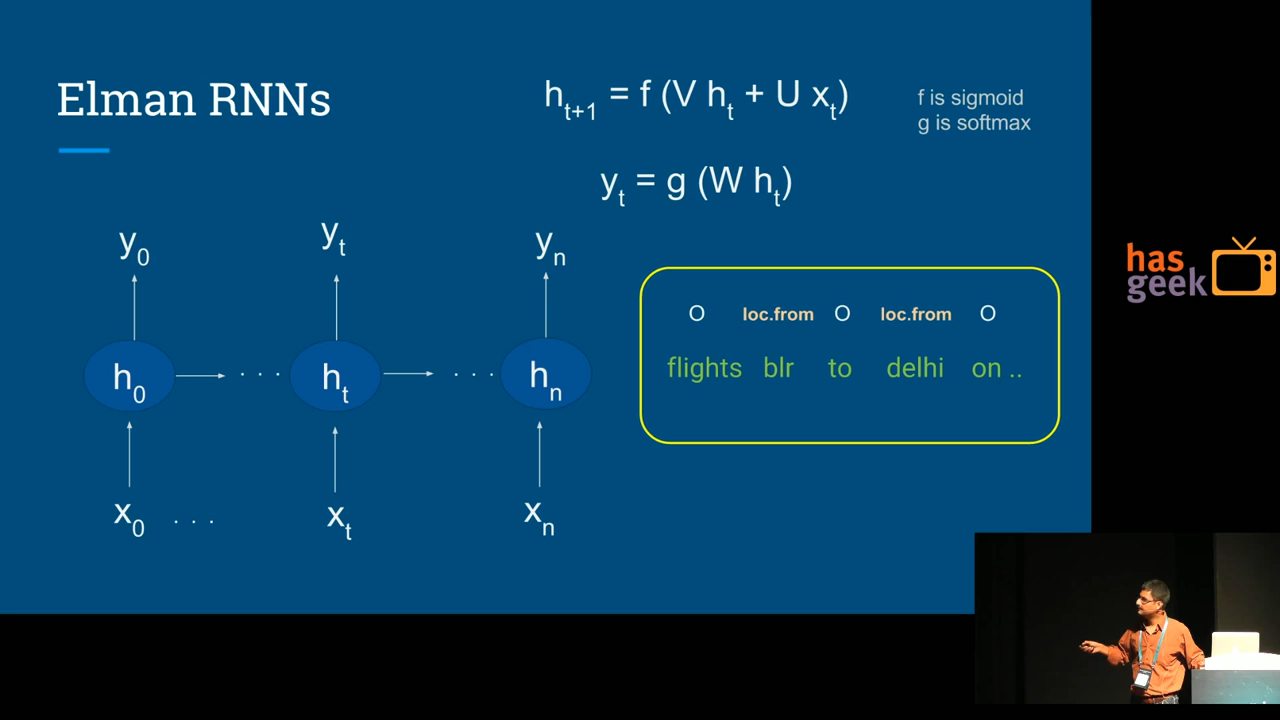 Elman RNNs
h_{t+1} = f (V h_t + U x_t)
f is sigmoid
g is softmax
y_t = g (W h_t)
y_0 y_t y_n
h_0 . . . h_t . . . h_n
x_0 . . . x_t x_n
O loc.from O loc.from O
flights blr to delhi on ..
has
geek